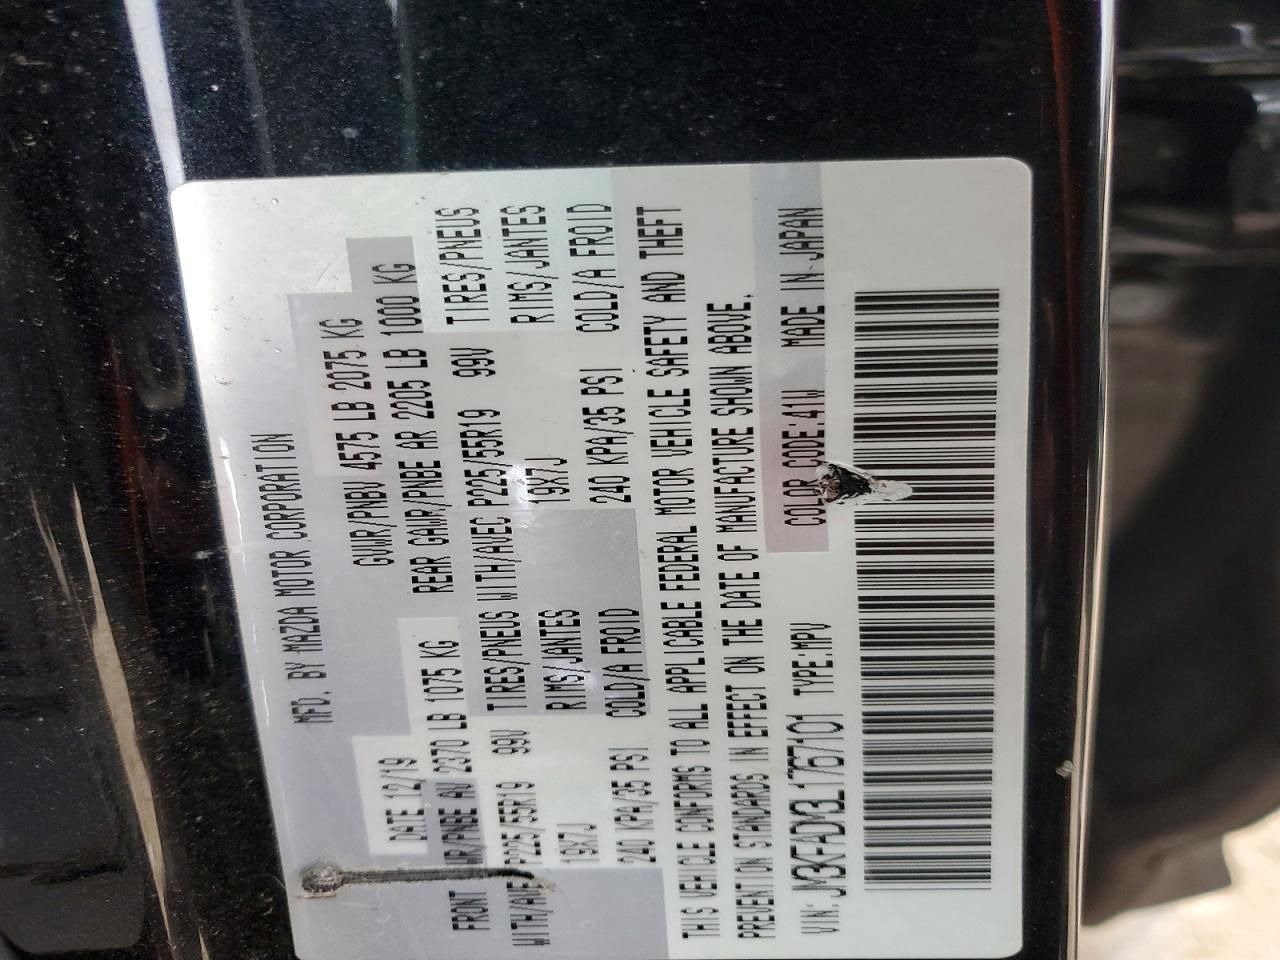 MFD. BY MAZDA MOTOR CORPORATION
DATE 12/19 GVWR/PNBV 4575 LB 2075 KG
FRONT WR/PNBE AV 2370 LB 1075 KG REAR GAWR/PNBE AR 2205 LB 1000 KG
WITH/AVE P225/55R19 99V TIRES/PNEUS WITH/AVEC P225/55R19 99V TIRES/PNEUS
19X7J RIMS/JANTES 19X7J RIMS/JANTES
240 KPA/35 PSI COLD/A FROID 240 KPA/35 PSI COLD/A FROID
THIS VEHICLE CONFORMS TO ALL APPLICABLE FEDERAL MOTOR VEHICLE SAFETY AND THEFT
PREVENTION STANDARDS IN EFFECT ON THE DATE OF MANUFACTURE SHOWN ABOVE.
VIN: JM3KFADM3L1767101 TYPE:MPV COLOR CODE:41W MADE IN JAPAN